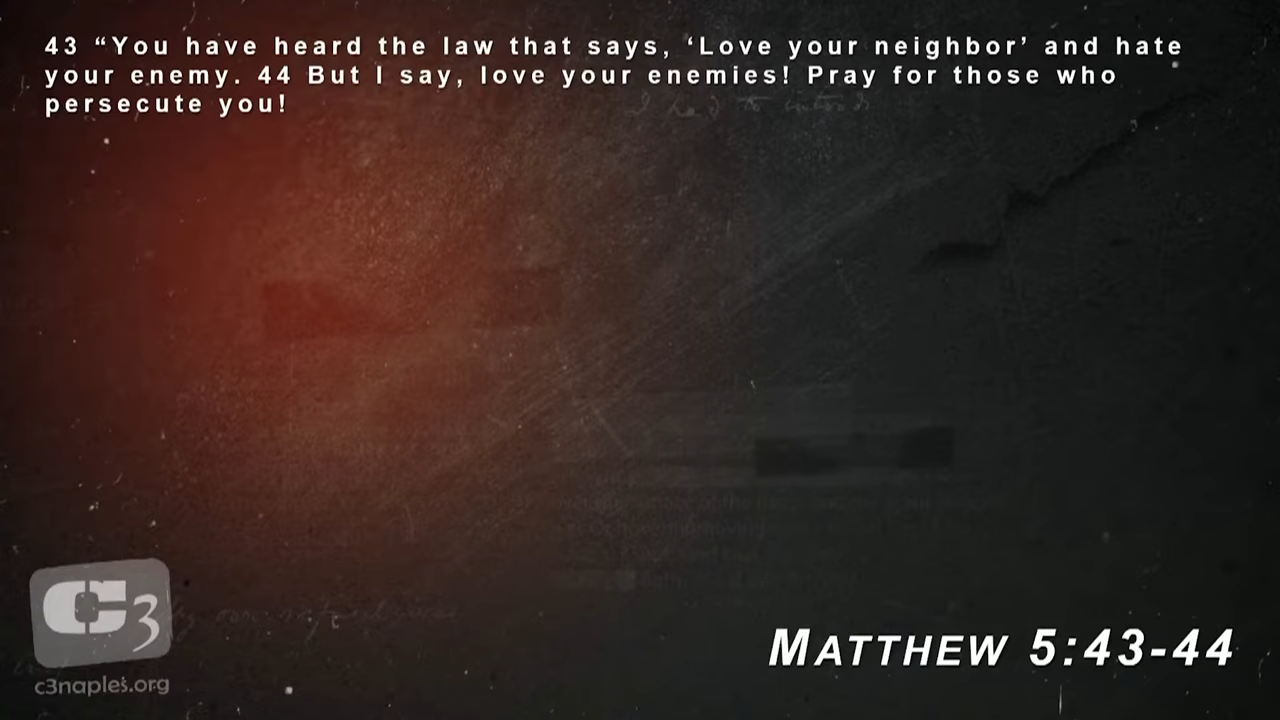 43 “You have heard the law that says, ‘Love your neighbor’ and hate
your enemy. 44 But I say, love your enemies! Pray for those who
persecute you!
C3
c3naples.org
MATTHEW 5:43-44